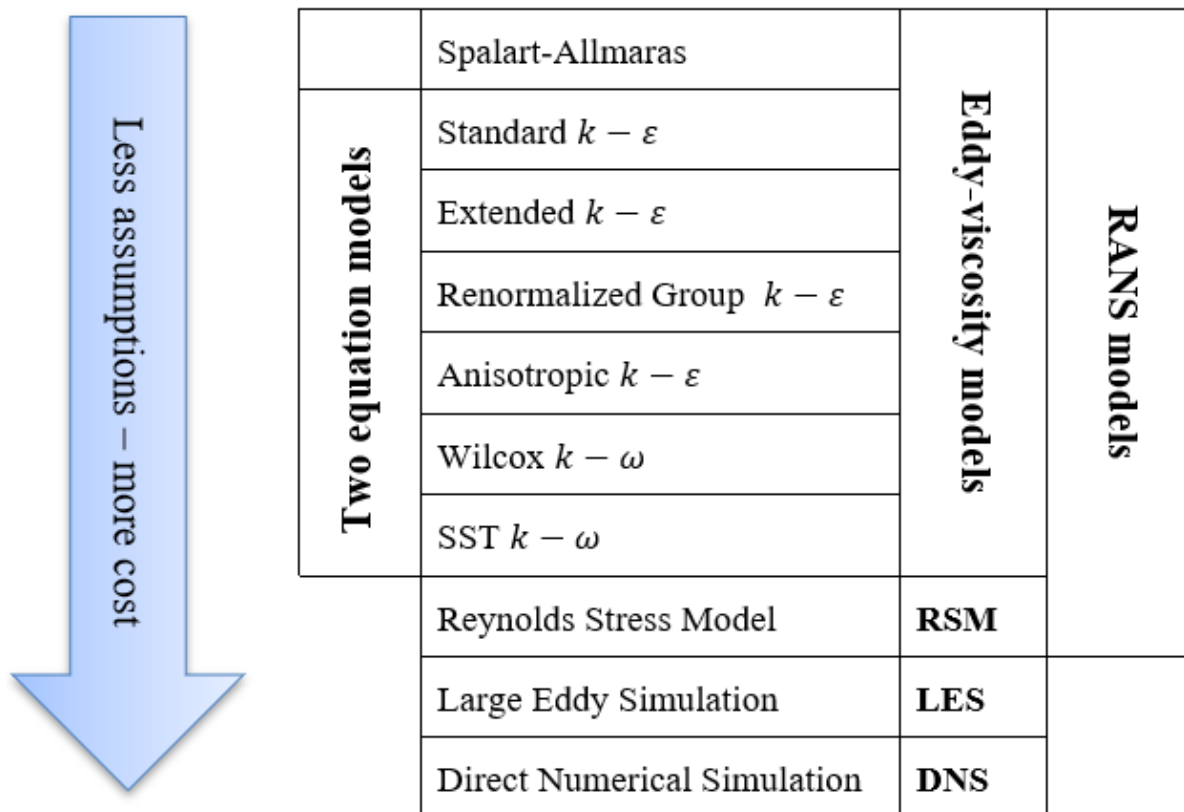 Less assumptions – more cost
Two equation models
Spalart-Allmaras
Standard k − ε
Extended k − ε
Renormalized Group k − ε
Anisotropic k − ε
Wilcox k − ω
SST k − ω
Eddy-viscosity models
RANS models
Reynolds Stress Model RSM
Large Eddy Simulation LES
Direct Numerical Simulation DNS